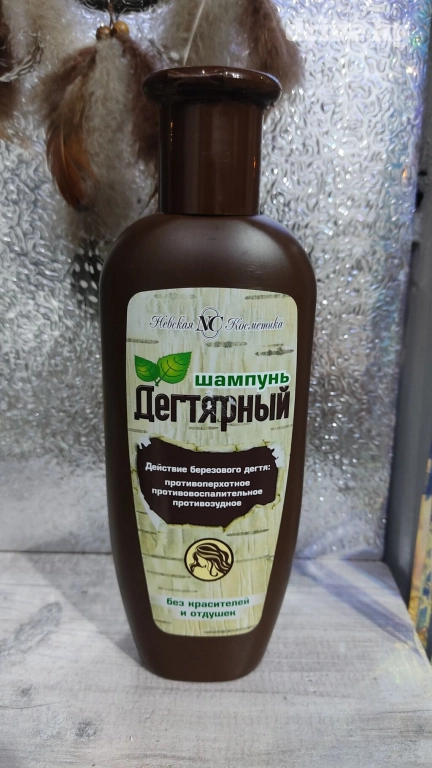 Невская NC Косметика
шампунь
Дегтярный
Действие березового дегтя:
противоперхотное
противовоспалительное
противозудное
без красителей
и отдушек